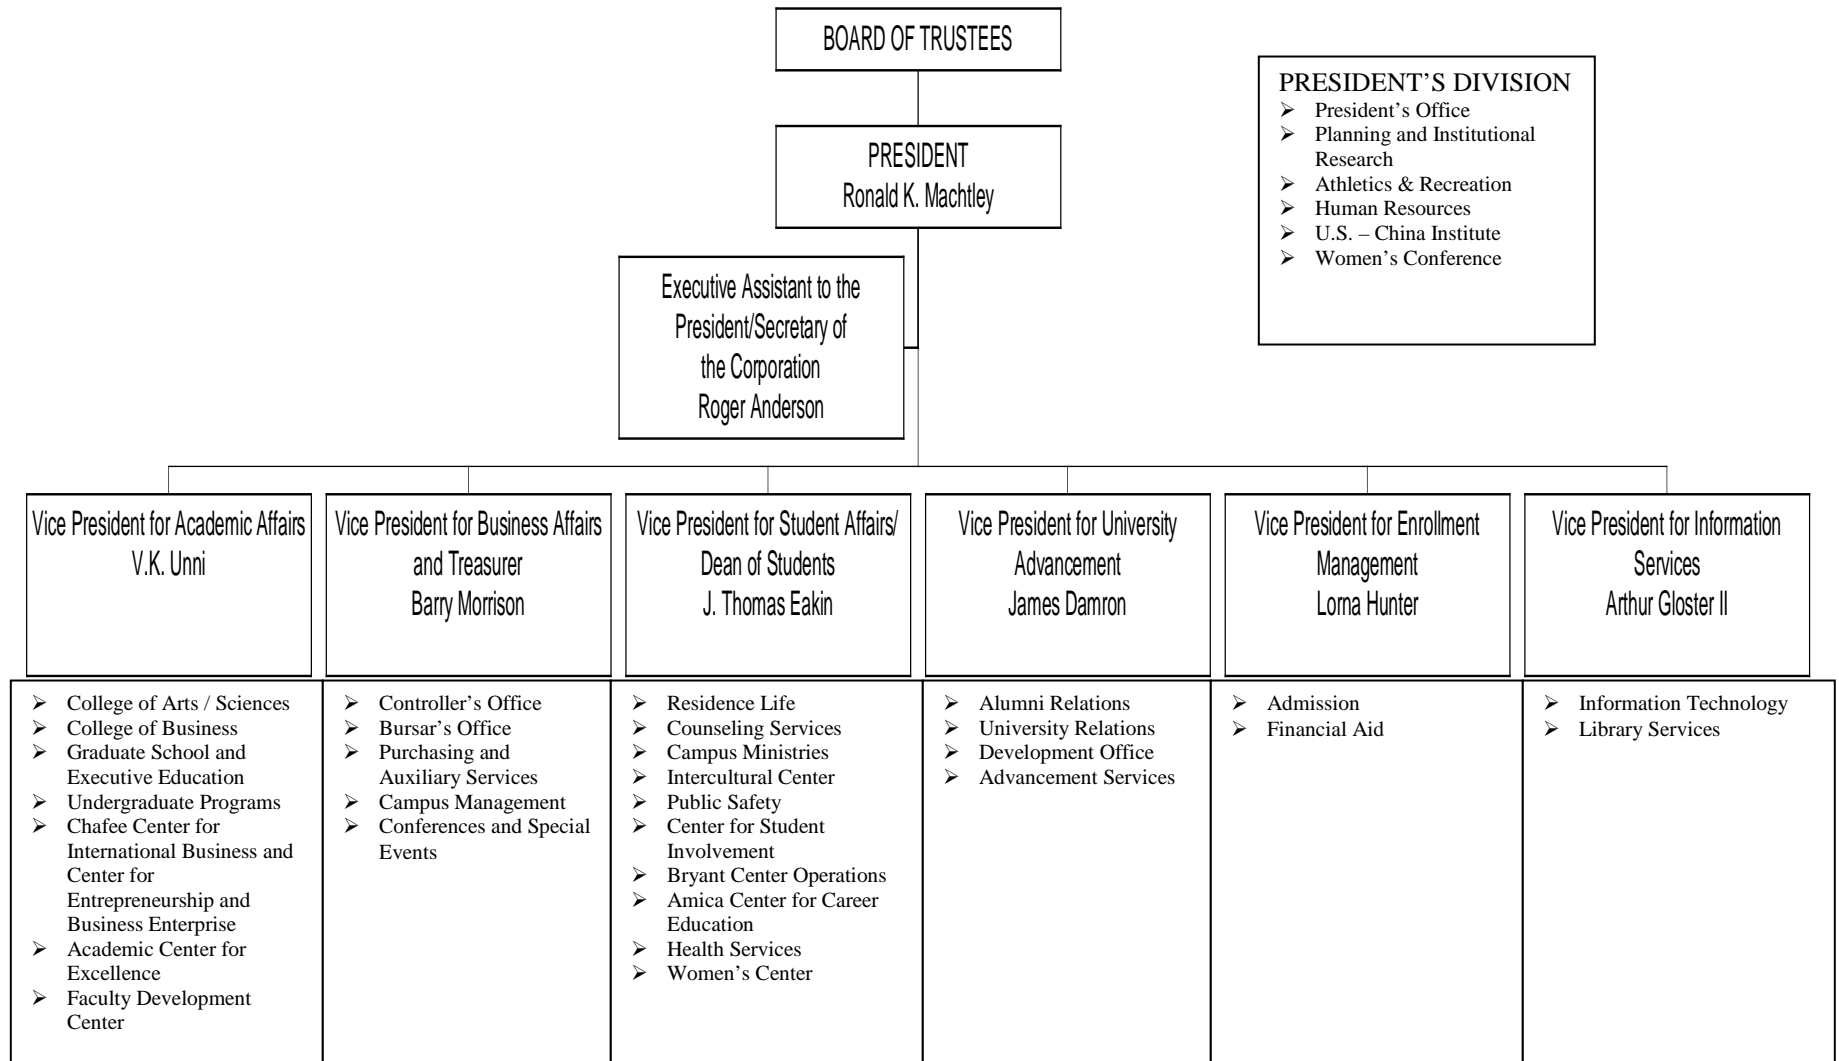 BOARD OF TRUSTEES
PRESIDENT
Ronald K. Machtley
PRESIDENT’S DIVISION
➢ President’s Office
➢ Planning and Institutional
Research
➢ Athletics & Recreation
➢ Human Resources
➢ U.S. – China Institute
➢ Women’s Conference
Executive Assistant to the
President/Secretary of
the Corporation
Roger Anderson
Vice President for Academic Affairs
V.K. Unni
Vice President for Business Affairs
and Treasurer
Barry Morrison
Vice President for Student Affairs/
Dean of Students
J. Thomas Eakin
Vice President for University
Advancement
James Damron
Vice President for Enrollment
Management
Lorna Hunter
Vice President for Information
Services
Arthur Gloster II
➢ College of Arts / Sciences
➢ College of Business
➢ Graduate School and
Executive Education
➢ Undergraduate Programs
➢ Chafee Center for
International Business and
Center for
Entrepreneurship and
Business Enterprise
➢ Academic Center for
Excellence
➢ Faculty Development
Center
➢ Controller’s Office
➢ Bursar’s Office
➢ Purchasing and
Auxiliary Services
➢ Campus Management
➢ Conferences and Special
Events
➢ Residence Life
➢ Counseling Services
➢ Campus Ministries
➢ Intercultural Center
➢ Public Safety
➢ Center for Student
Involvement
➢ Bryant Center Operations
➢ Amica Center for Career
Education
➢ Health Services
➢ Women’s Center
➢ Alumni Relations
➢ University Relations
➢ Development Office
➢ Advancement Services
➢ Admission
➢ Financial Aid
➢ Information Technology
➢ Library Services